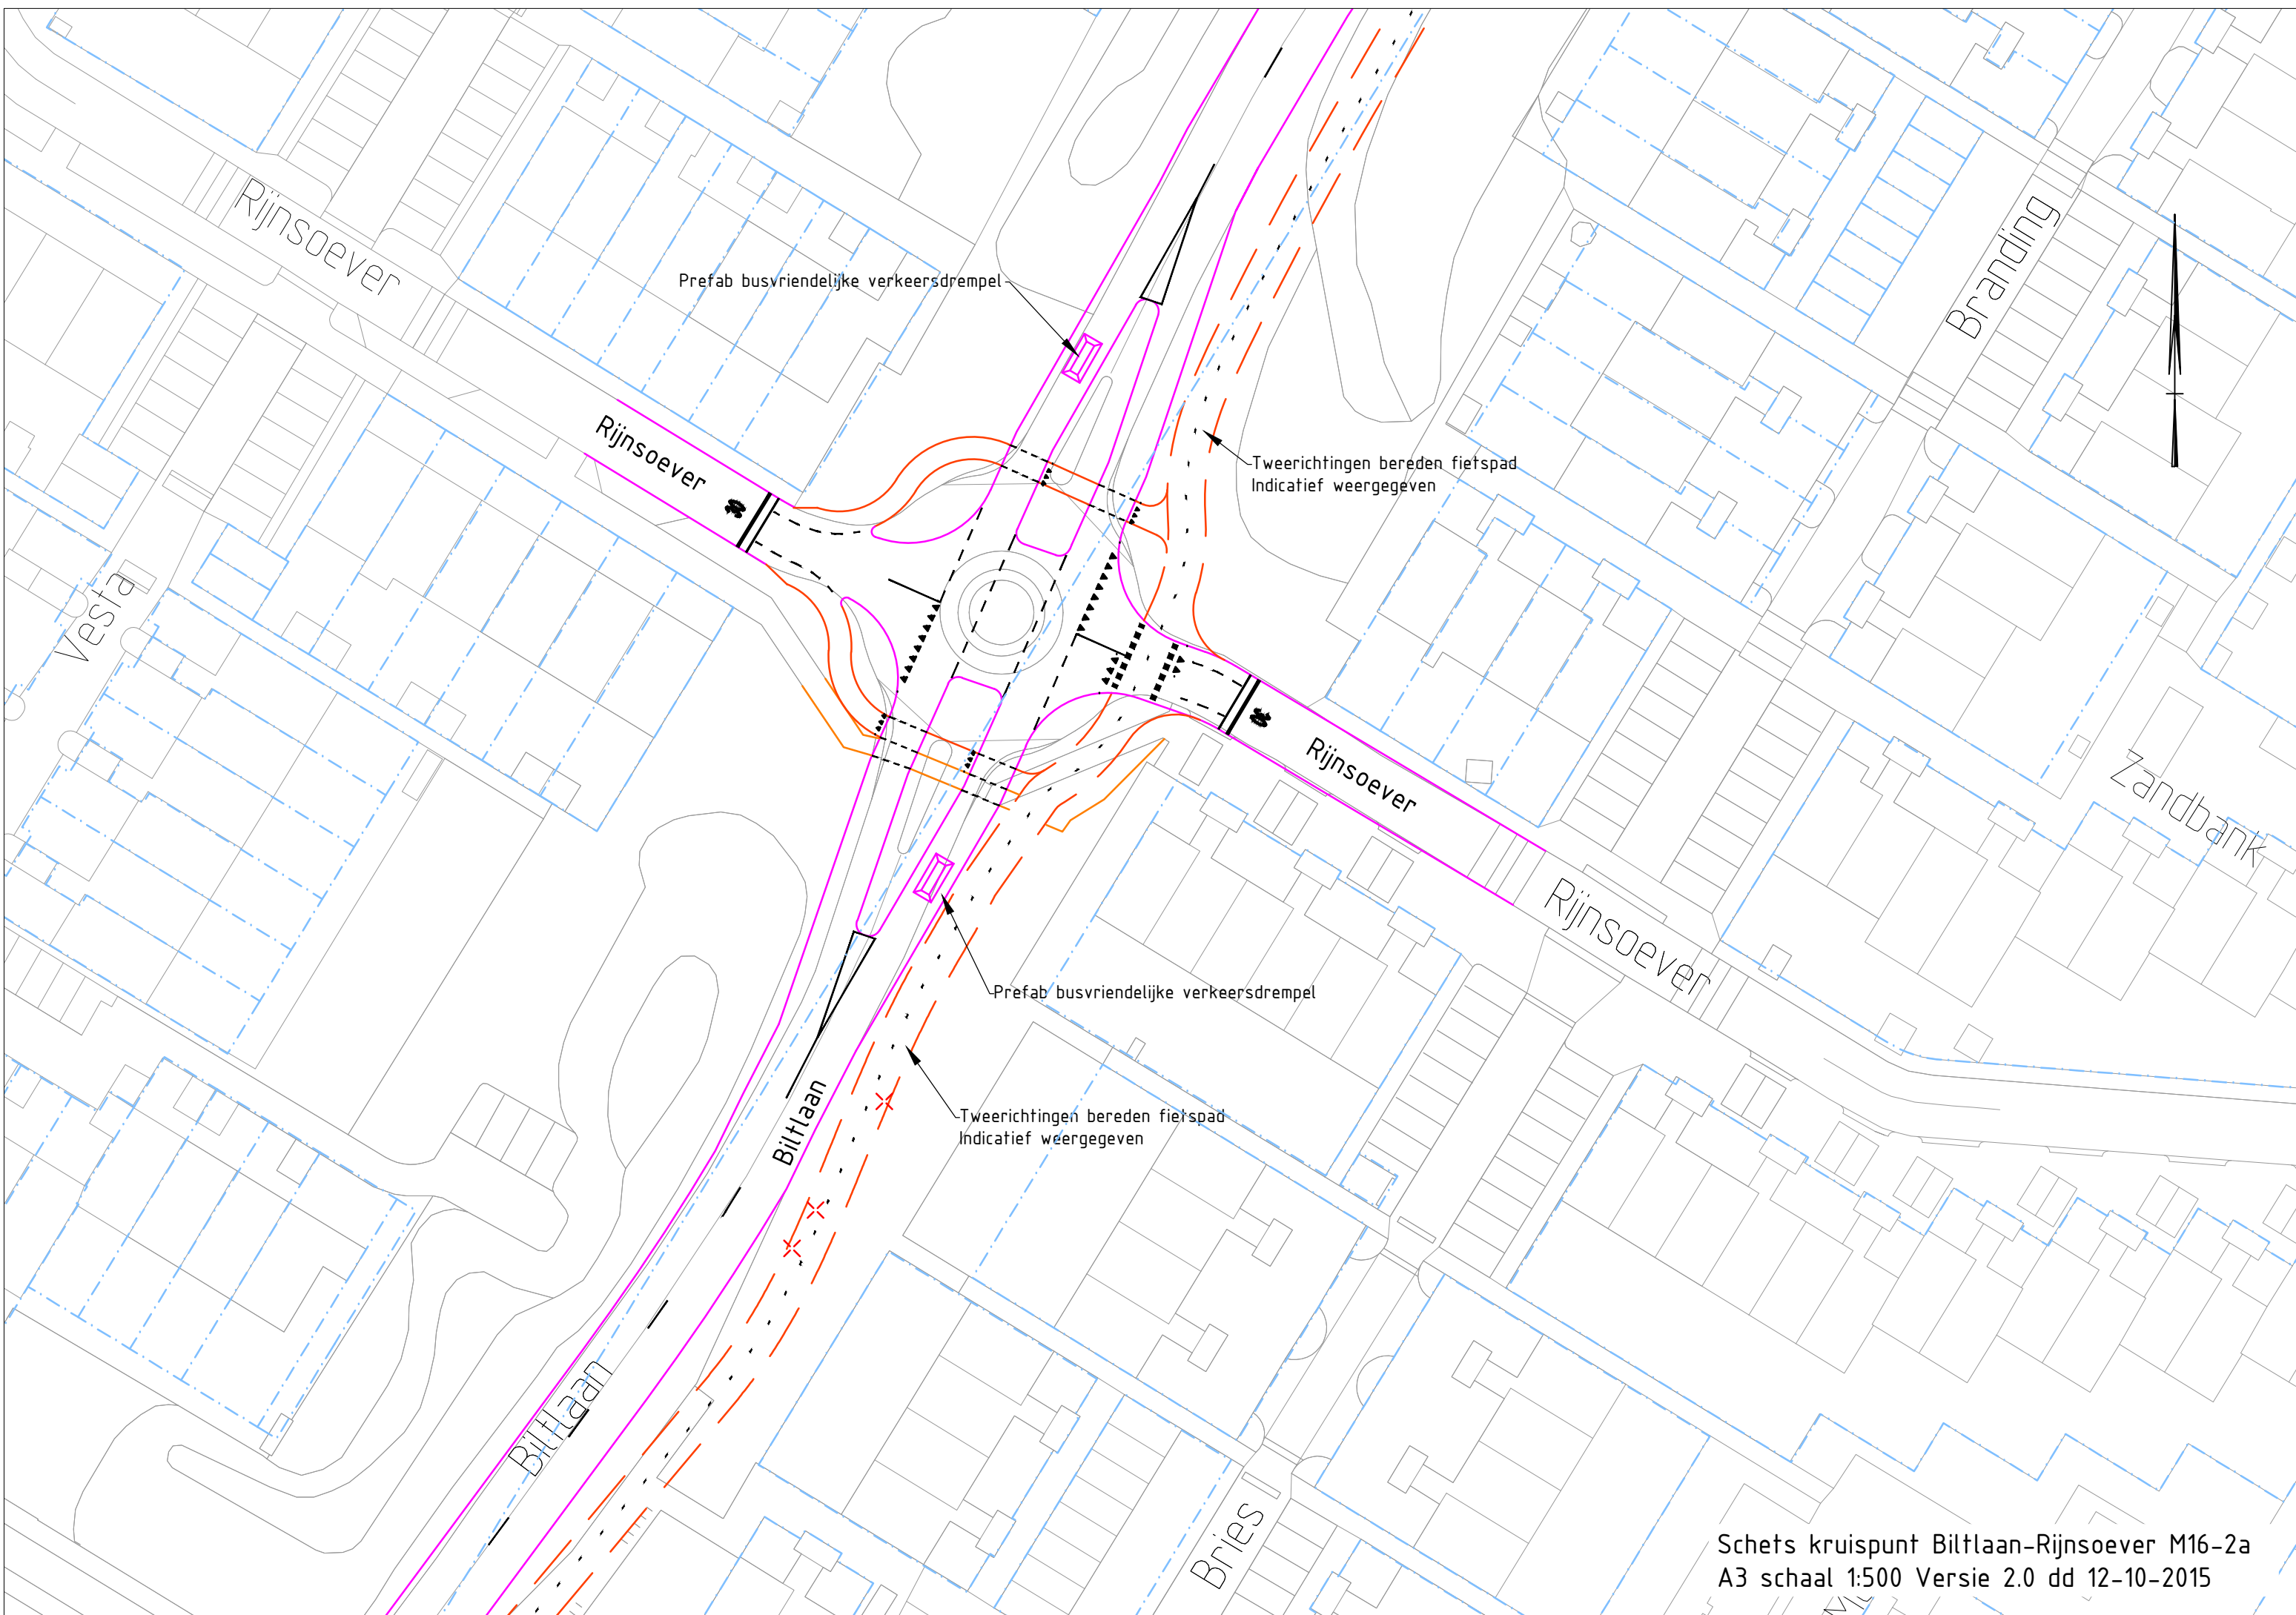 Rijnsoever
Branding
Prefab busvriendelijke verkeersdrempel
Rijnsoever
Tweerichtingen bereden fietspad
Indicatief weergegeven
Vesta
Rijnsoever
Zandbank
Rijnsoever
Prefab busvriendelijke verkeersdrempel
Biltlaan
Tweerichtingen bereden fietspad
Indicatief weergegeven
Biltlaan
Bries
Schets kruispunt Biltlaan-Rijnsoever M16-2a
A3 schaal 1:500 Versie 2.0 dd 12-10-2015